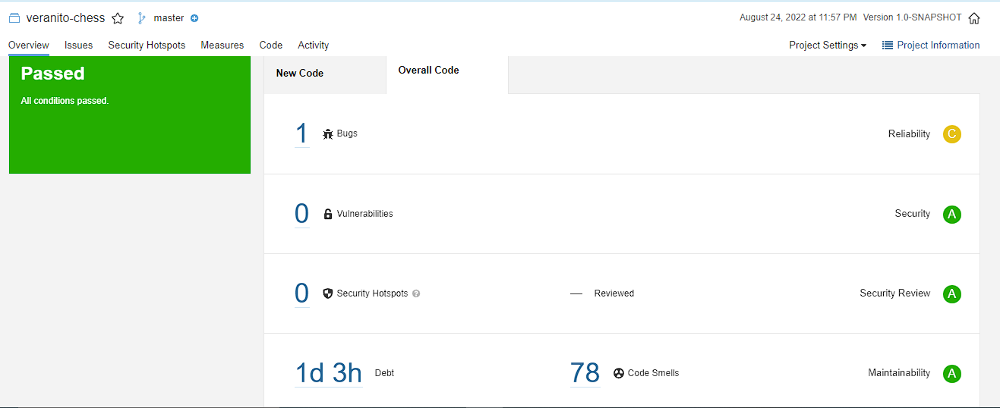 veranito-chess master August 24, 2022 at 11:57 PM Version 1.0-SNAPSHOT
Overview Issues Security Hotspots Measures Code Activity Project Settings Project Information
Passed
All conditions passed.
New Code Overall Code
1 Bugs Reliability C
0 Vulnerabilities Security A
0 Security Hotspots ? — Reviewed Security Review A
1d 3h Debt 78 Code Smells Maintainability A